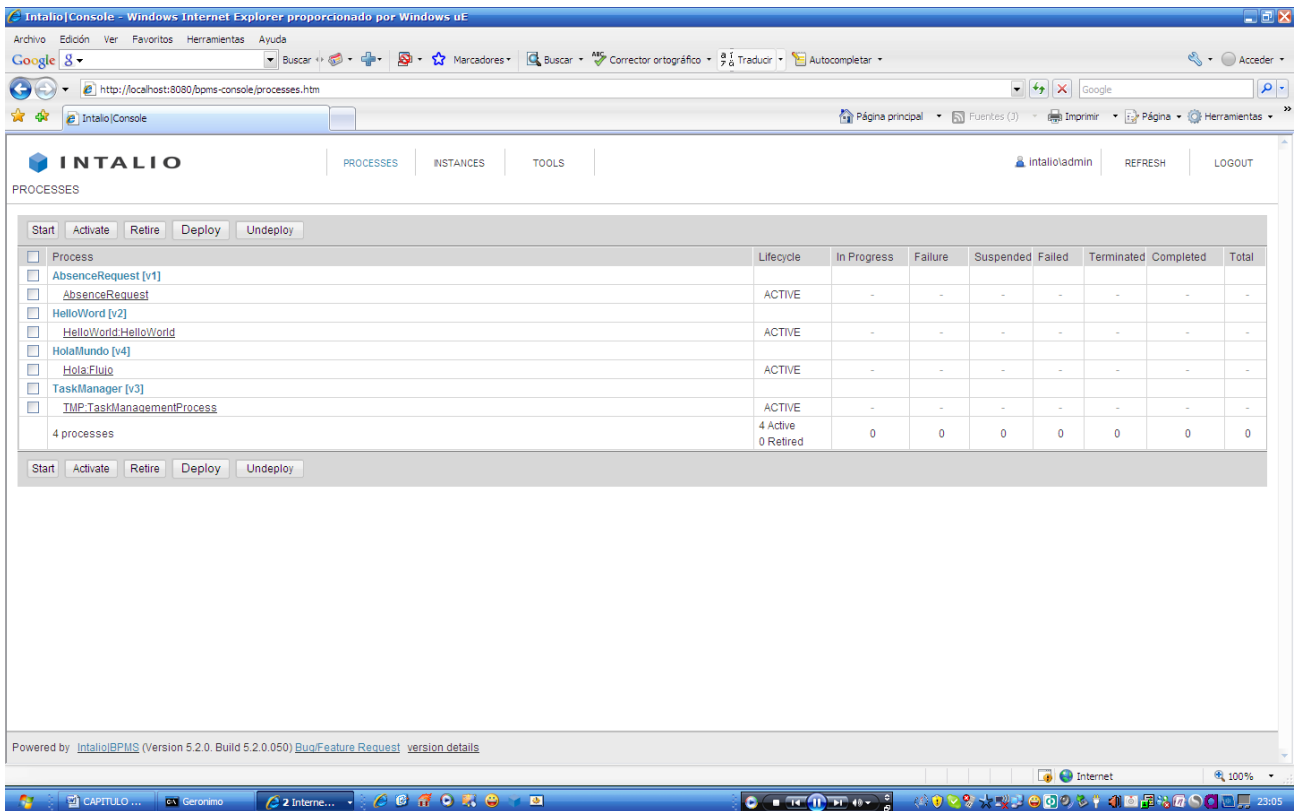 Intalio|Console - Windows Internet Explorer proporcionado por Windows uE
Archivo Edición Ver Favoritos Herramientas Ayuda
Google Buscar Marcadores Buscar Corrector ortográfico Traducir Autocompletar Acceder
http://localhost:8080/bpms-console/processes.htm Google
Intalio|Console Página principal Fuentes (J) Imprimir Página Herramientas
INTALIO PROCESSES INSTANCES TOOLS intalio\admin REFRESH LOGOUT
PROCESSES
Start Activate Retire Deploy Undeploy
Process Lifecycle In Progress Failure Suspended Failed Terminated Completed Total
AbsenceRequest [v1]
AbsenceRequest ACTIVE - - - - - - -
HelloWord [v2]
HelloWorld:HelloWorld ACTIVE - - - - - - -
HolaMundo [v4]
Hola:Flujo ACTIVE - - - - - - -
TaskManager [v3]
TMP:TaskManagementProcess ACTIVE - - - - - - -
4 processes 4 Active 0 0 0 0 0 0 0
0 Retired
Start Activate Retire Deploy Undeploy
Powered by Intalio|BPMS (Version 5.2.0. Build 5.2.0.050) Bug/Feature Request version details
Internet 100%
CAPITULO ... Geronimo 2 Interne... 23:05